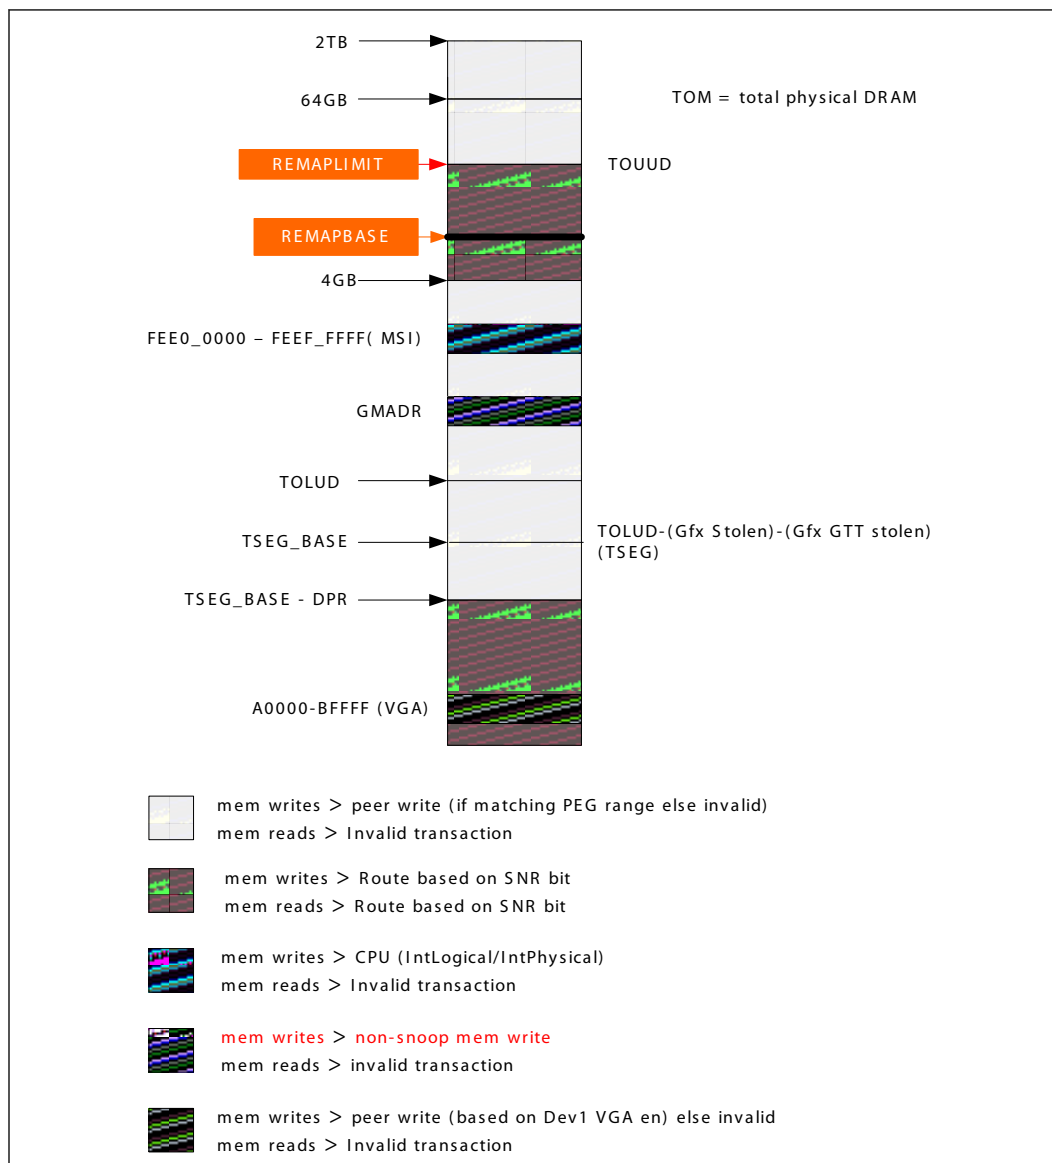 2TB
64GB
TOM = total physical DRAM
REMAPLIMIT
TOUUD
REMAPBASE
4GB
FEE0_0000 – FEEF_FFFF( MSI)
GMADR
TOLUD
TSEG_BASE
TOLUD-(Gfx Stolen)-(Gfx GTT stolen)
(TSEG)
TSEG_BASE - DPR
A0000-BFFFF (VGA)
mem writes > peer write (if matching PEG range else invalid)
mem reads > Invalid transaction
mem writes > Route based on SNR bit
mem reads > Route based on SNR bit
mem writes > CPU (IntLogical/IntPhysical)
mem reads > Invalid transaction
mem writes > non-snoop mem write
mem reads > invalid transaction
mem writes > peer write (based on Dev1 VGA en) else invalid
mem reads > Invalid transaction